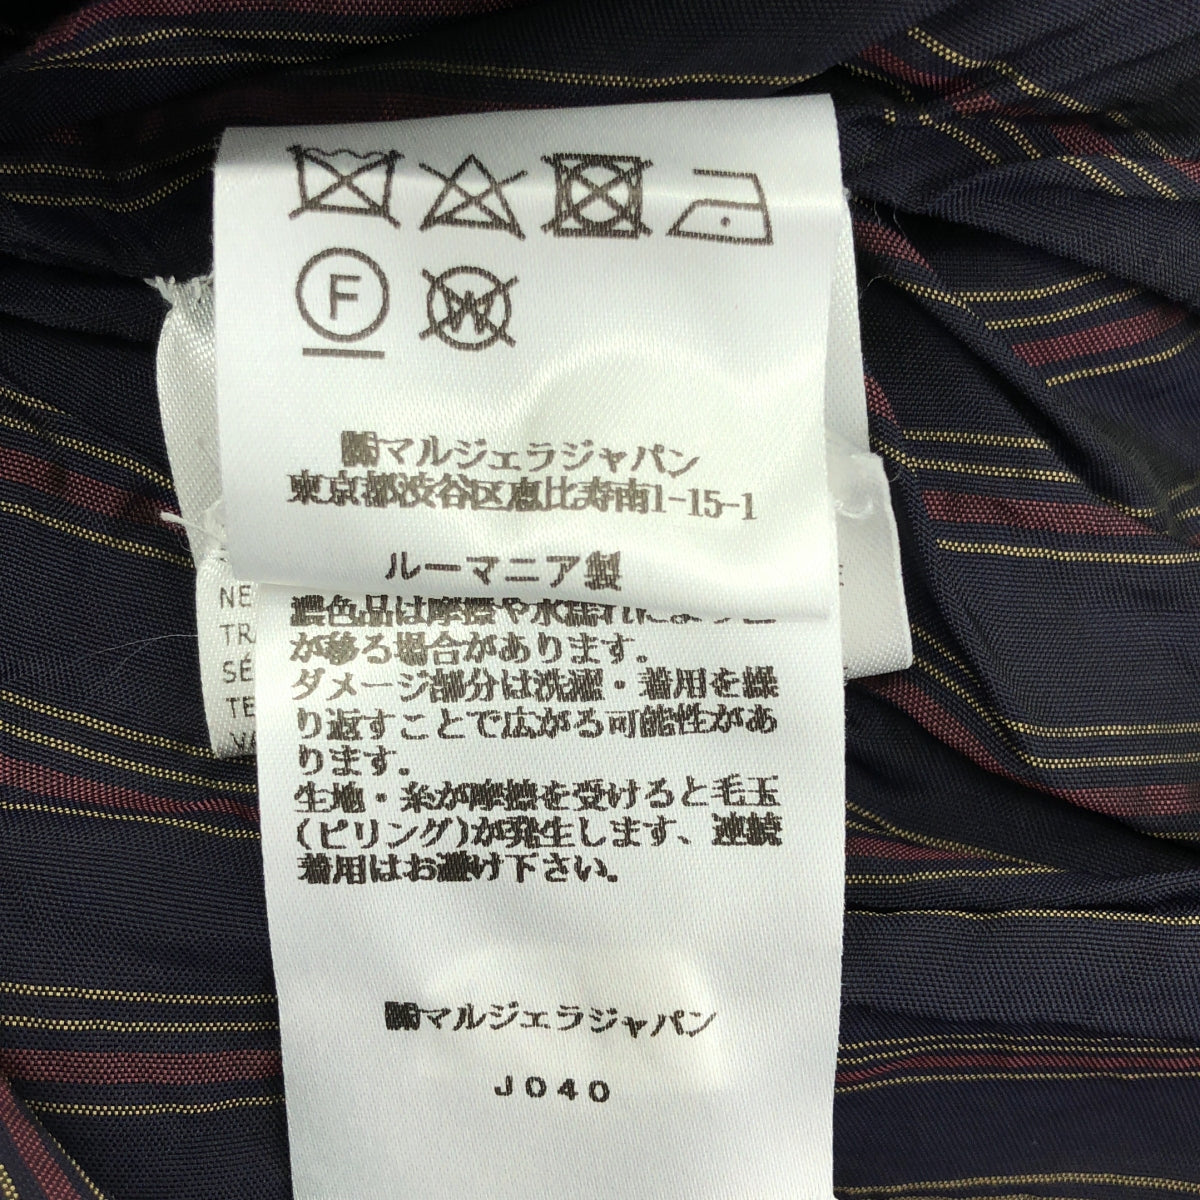 F
W
㈱マルジェラジャパン
東京都渋谷区恵比寿南1-15-1
ルーマニア製
濃色品は摩擦や水濡れにより色
が移る場合があります。
ダメージ部分は洗濯・着用を繰
り返すことで広がる可能性があ
ります。
生地・糸が摩擦を受けると毛玉
(ピリング)が発生します、連続
着用はお避け下さい。
㈱マルジェラジャパン
J040
NE
TR
SÉ
TE